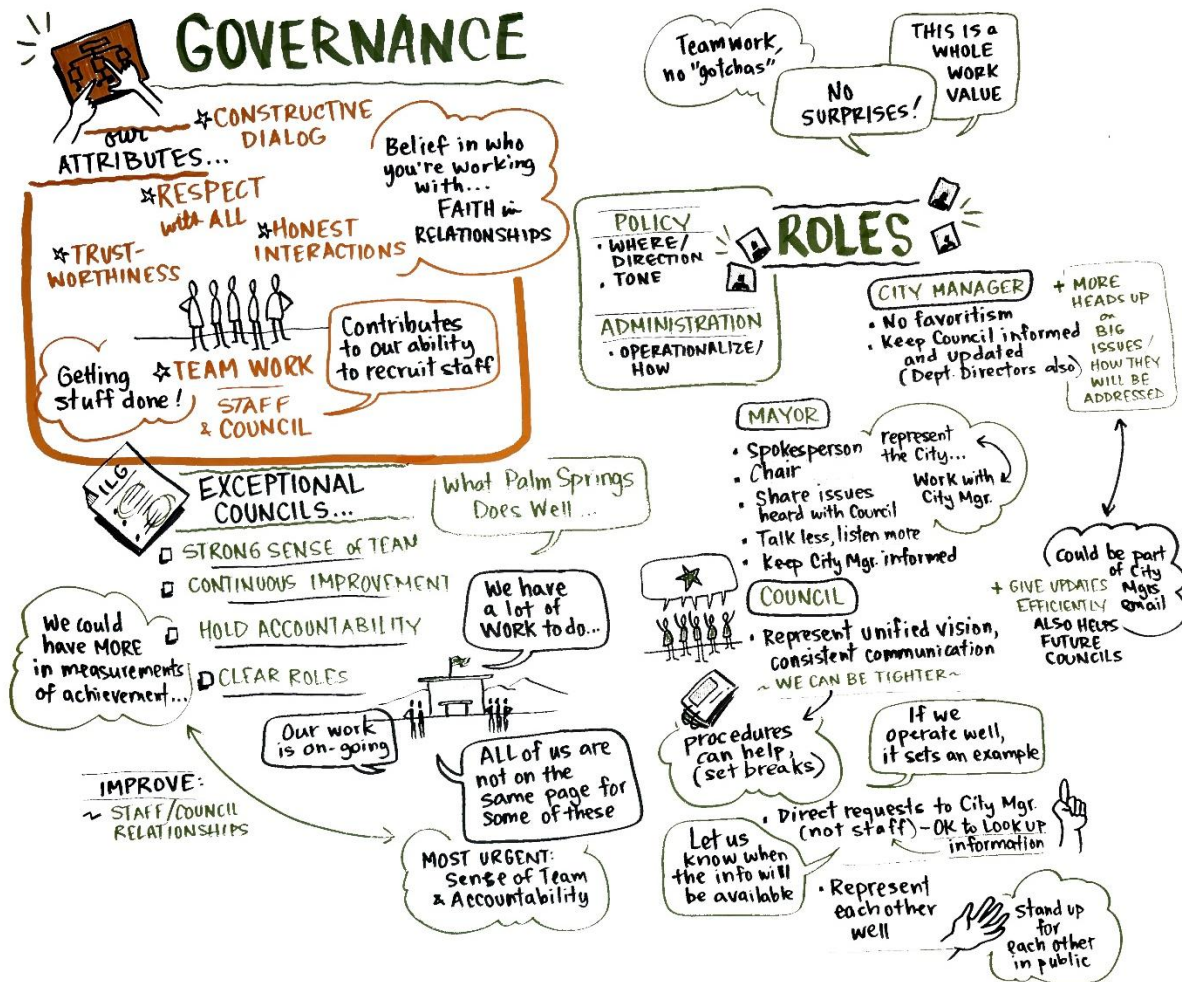 GOVERNANCE
our
ATTRIBUTES...
CONSTRUCTIVE
DIALOG
RESPECT
with ALL
HONEST
INTERACTIONS
TRUST-
WORTHINESS
Belief in who
you're working
with...
FAITH in
RELATIONSHIPS
Getting
stuff done!
TEAM WORK
STAFF
& COUNCIL
Contributes
to our ability
to recruit staff
ILG
EXCEPTIONAL
COUNCILS...
What Palm Springs
Does Well...
STRONG SENSE of TEAM
CONTINUOUS IMPROVEMENT
HOLD ACCOUNTABILITY
CLEAR ROLES
We could
have MORE
in measurements
of achievement...
We have
a lot of
WORK to do...
Our work
is on-going
ALL of us are
not on the
same page for
some of these
IMPROVE:
~ STAFF/COUNCIL
RELATIONSHIPS
MOST URGENT:
Sense of Team
& Accountability
Teamwork,
no "gotchas"
NO
SURPRISES!
THIS IS A
WHOLE
WORK
VALUE
ROLES
POLICY
• WHERE/
DIRECTION
• TONE
ADMINISTRATION
• OPERATIONALIZE/
HOW
CITY MANAGER
• No favoritism
• Keep Council informed
and updated
(Dept. Directors also)
+ MORE
HEADS UP
on
BIG
ISSUES/
HOW THEY
WILL BE
ADDRESSED
MAYOR
• Spokesperson
• Chair
• Share issues
heard with Council
• Talk less, listen more
• Keep City Mgr. informed
represent
the City...
Work with
City Mgr.
could be part
of City
Mgrs
email
+ GIVE UPDATES
EFFICIENTLY
ALSO HELPS
FUTURE
COUNCILS
COUNCIL
• Represent unified vision,
consistent communication
~ WE CAN BE TIGHTER ~
procedures
can help,
(set breaks)
If we
operate well,
it sets an example
• Direct requests to City Mgr.
(not staff) - OK to LOOK UP
information
Let us
know when
the info will
be available
• Represent
each other
well
stand up
for
each other
in public